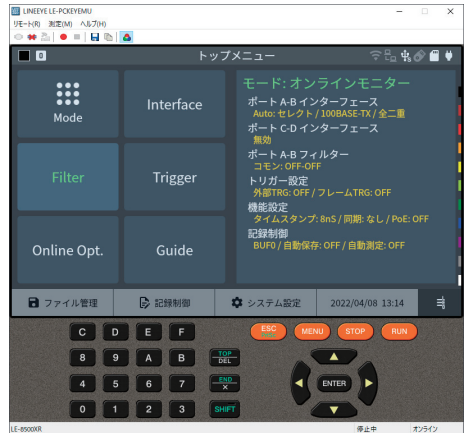 LINEEYE LE-PCKEYEMU
リモート(R) 測定(M) ヘルプ(H)
0 トップメニュー
Mode
Interface
Filter
Trigger
Online Opt.
Guide
モード: オンラインモニター
ポート A-B インターフェース
Auto: セレクト / 100BASE-TX / 全二重
ポート C-D インターフェース
無効
ポート A-B フィルター
コモン: OFF-OFF
トリガー設定
外部TRG: OFF / フレームTRG: OFF
機能設定
タイムスタンプ: 8nS / 同期: なし / PoE: OFF
記録制御
BUF0 / 自動保存: OFF / 自動測定: OFF
ファイル管理 記録制御 システム設定 2022/04/08 13:14
C D E F ESC MENU STOP RUN
8 9 A B TOP DEL
4 5 6 7 END X ENTER
0 1 2 3 SHIFT
LE-8500XR 停止中 オンライン